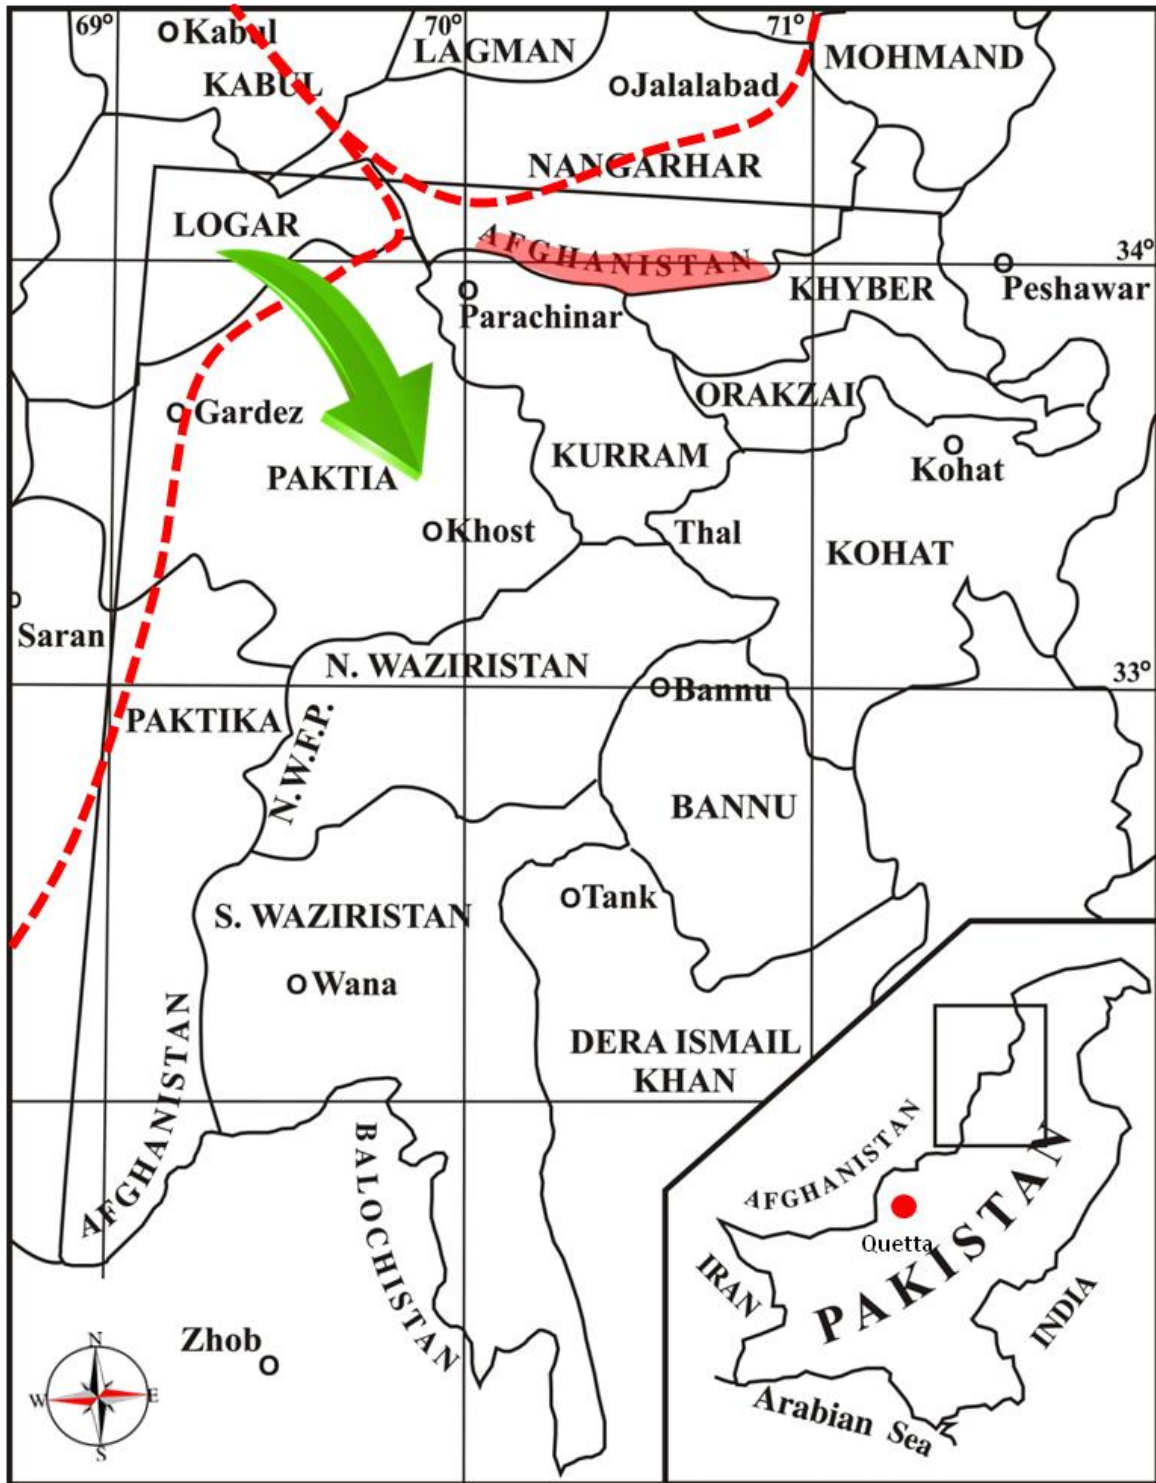 69°
70°
71°
Kabul
LAGMAN
MOHMAND
KABUL
Jalalabad
NANGARHAR
LOGAR
AFGHANISTAN
34°
KHYBER
Peshawar
Parachinar
ORAKZAI
Gardez
KURRAM
Kohat
PAKTIA
Khost
Thal
KOHAT
Saran
N. WAZIRISTAN
33°
Bannu
PAKTIKA
N.W.F.P.
BANNU
Tank
S. WAZIRISTAN
Wana
DERA ISMAIL
KHAN
AFGHANISTAN
BALOCHISTAN
Zhob
N
W
E
S
AFGHANISTAN
Quetta
PAKISTAN
IRAN
INDIA
Arabian Sea